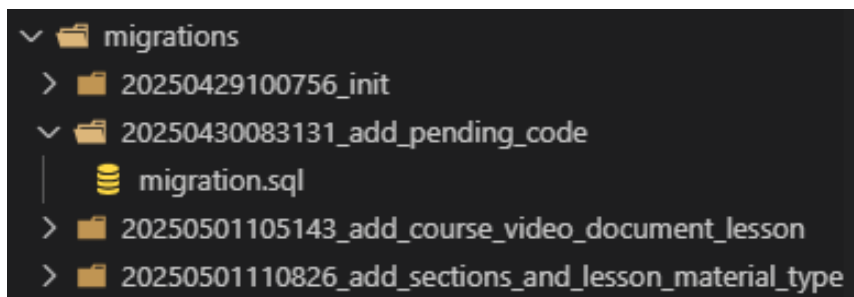 migrations
20250429100756_init
20250430083131_add_pending_code
migration.sql
20250501105143_add_course_video_document_lesson
20250501110826_add_sections_and_lesson_material_type